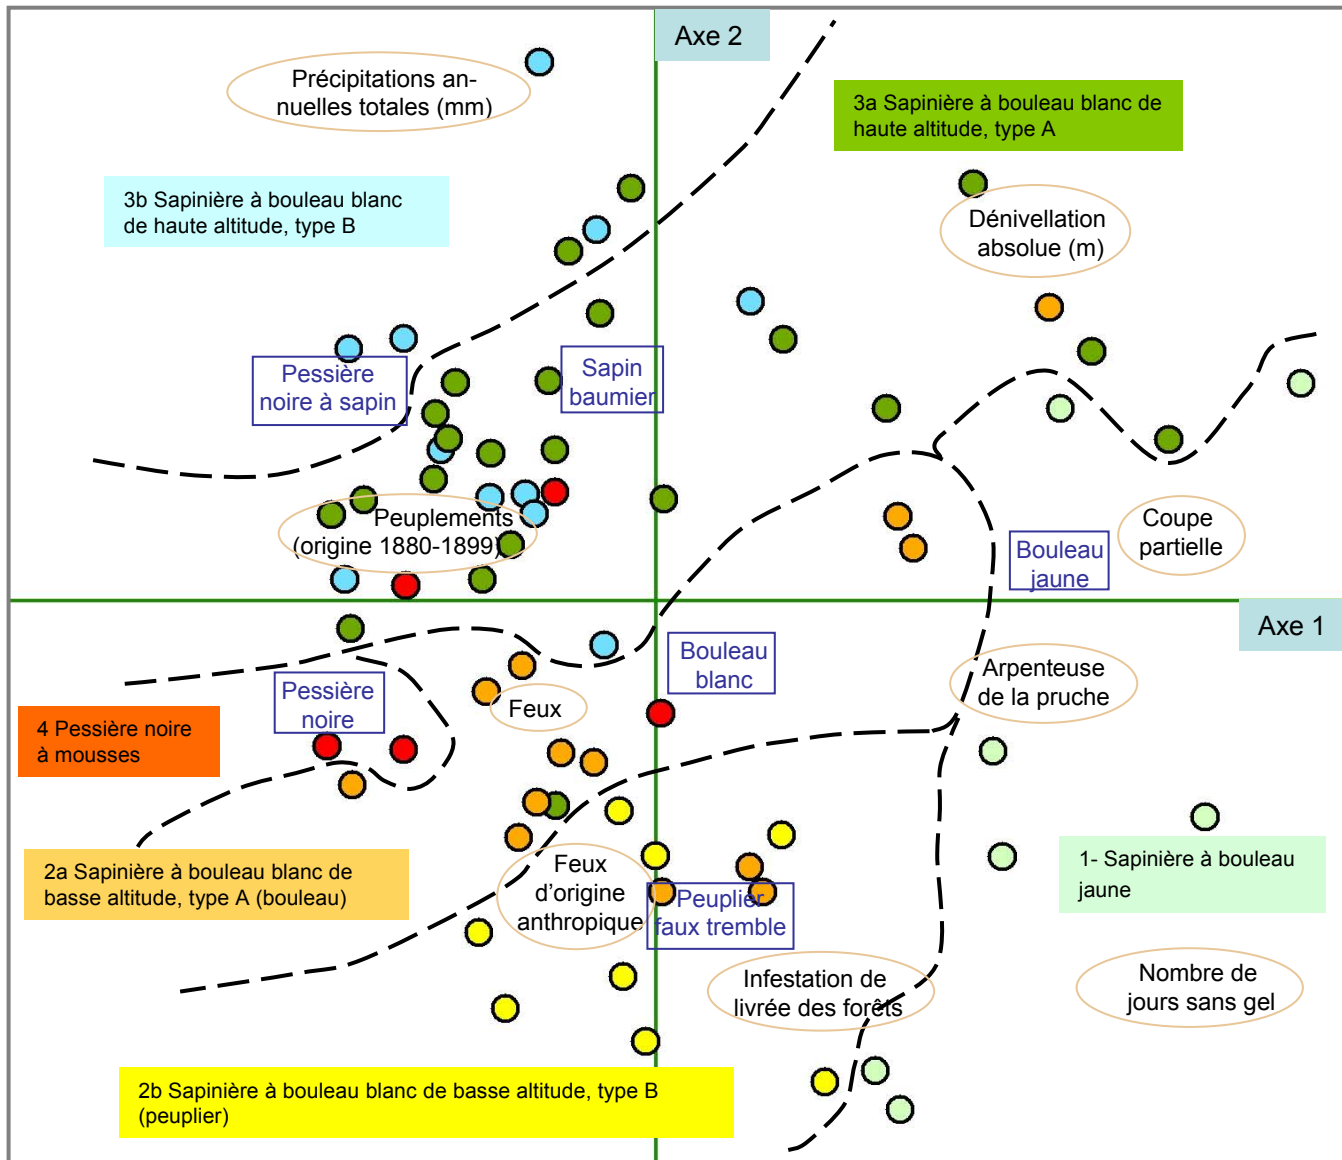 Axe 2
Précipitations an-
nuelles totales (mm)
3a Sapinière à bouleau blanc de
haute altitude, type A
3b Sapinière à bouleau blanc
de haute altitude, type B
Dénivellation
absolue (m)
Pessière
noire à sapin
Sapin
baumier
Peuplements
(origine 1880-1899)
Coupe
partielle
Bouleau
jaune
Axe 1
Bouleau
blanc
Arpenteuse
de la pruche
Pessière
noire
Feux
4 Pessière noire
à mousses
2a Sapinière à bouleau blanc de
basse altitude, type A (bouleau)
Feux
d'origine
anthropique
Peuplier
faux tremble
1- Sapinière à bouleau
jaune
Infestation de
livrée des forêts
Nombre de
jours sans gel
2b Sapinière à bouleau blanc de basse altitude, type B
(peuplier)